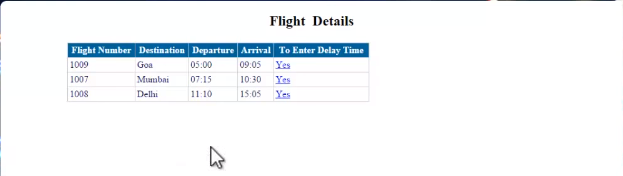 Flight Details
Flight Number Destination Departure Arrival To Enter Delay Time
1009 Goa 05:00 09:05 Yes
1007 Mumbai 07:15 10:30 Yes
1008 Delhi 11:10 15:05 Yes